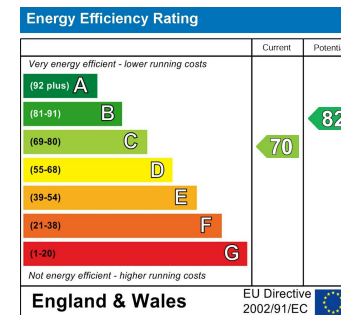 Energy Efficiency Rating
Current Potenti
Very energy efficient - lower running costs
(92 plus) A
(81-91) B
82
(69-80) C
70
(55-68) D
(39-54) E
(21-38) F
(1-20) G
Not energy efficient - higher running costs
England & Wales
EU Directive
2002/91/EC